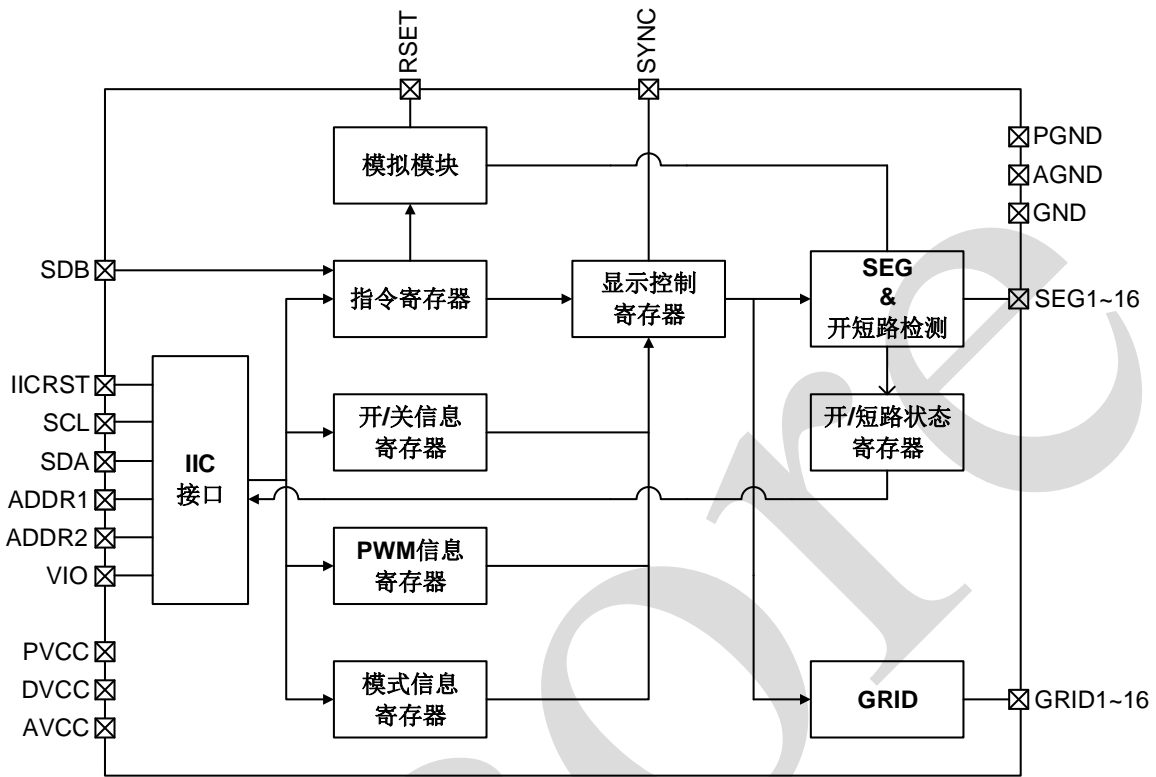 RSET
SYNC
PGND
模拟模块
AGND
GND
SDB
指令寄存器
显示控制
寄存器
SEG
&
开短路检测
SEG1~16
IICRST
SCL
SDA
ADDR1
ADDR2
VIO
IIC
接口
开/关信息
寄存器
开/短路状态
寄存器
PWM信息
寄存器
PVCC
DVCC
AVCC
模式信息
寄存器
GRID
GRID1~16
ore